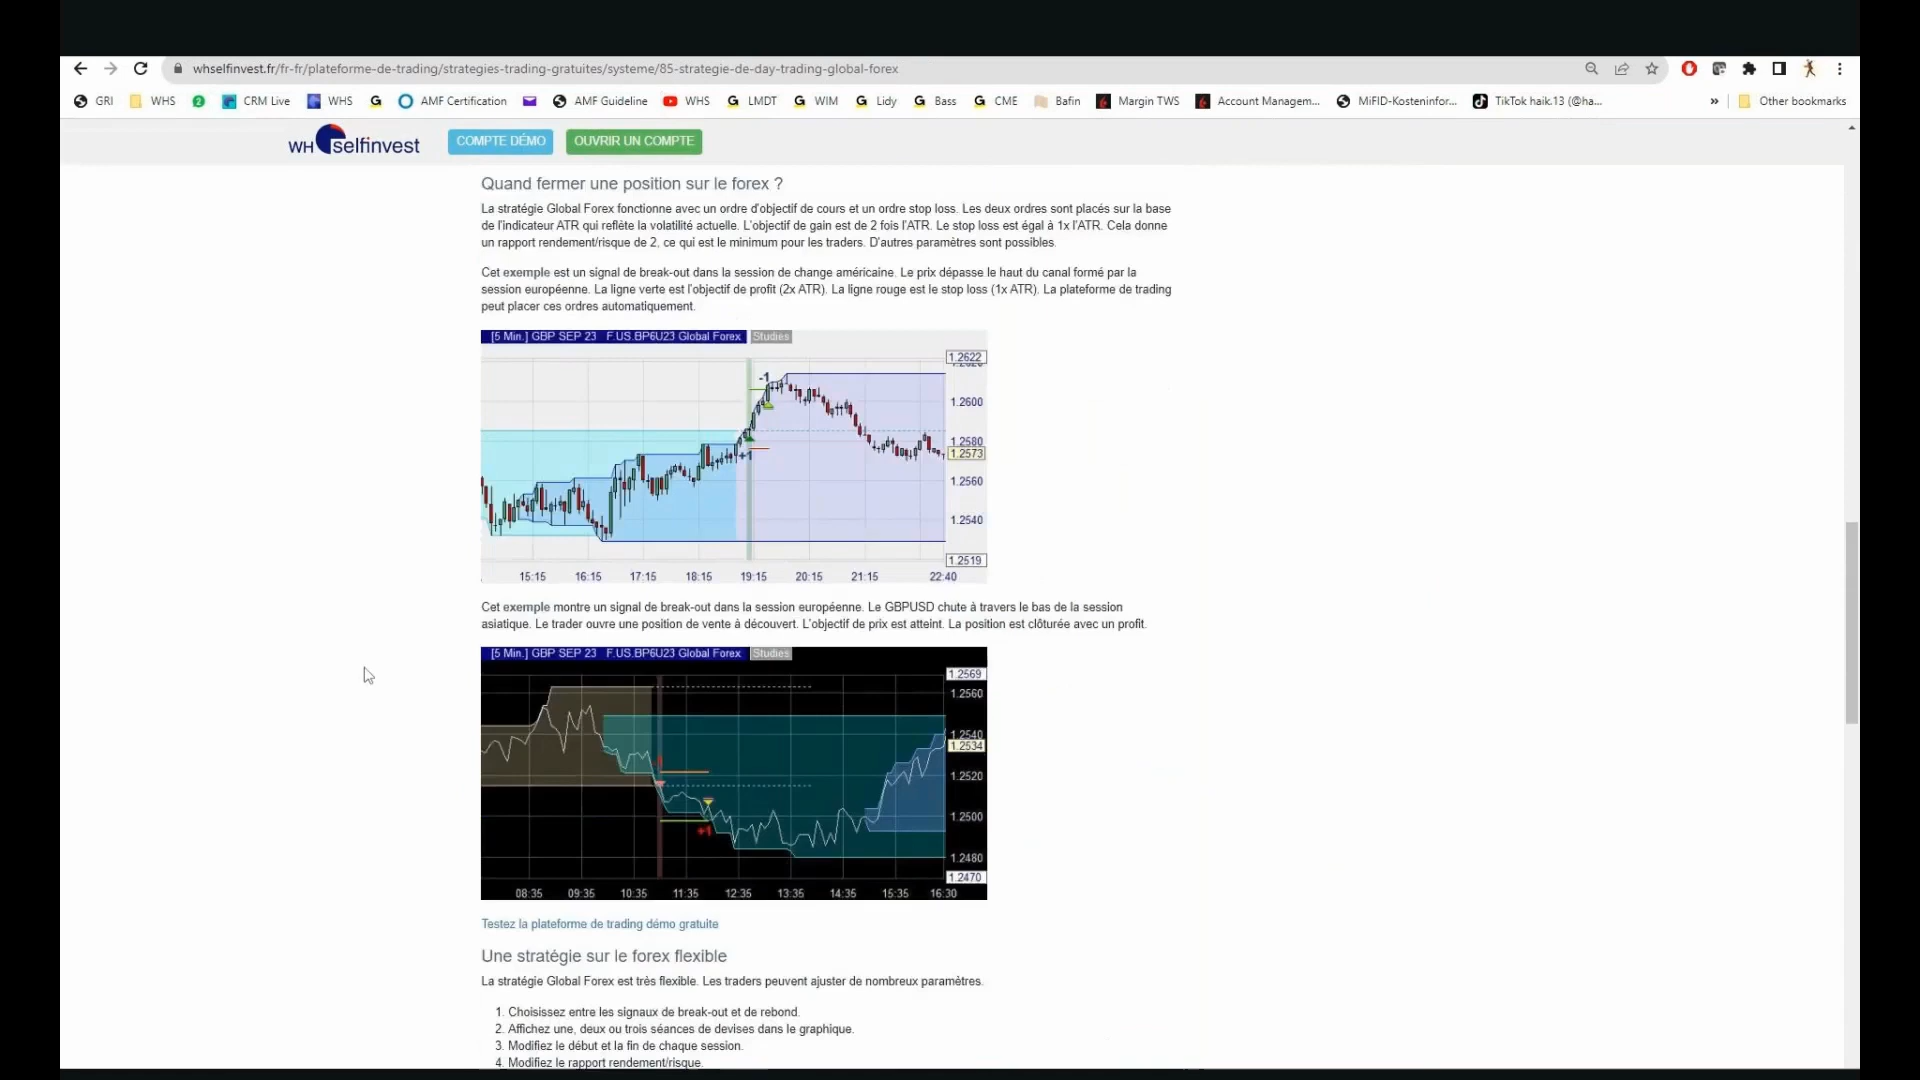 whselfinvest.fr/fr-fr/plateforme-de-trading/strategies-trading-gratuites/systeme/85-strategie-de-day-trading-global-forex
GRI WHS 2 CRM Live WHS AMF Certification AMF Guideline WHS LMDT WIM Lidy Bass CME Bafin Margin TWS Account Managem... MiFID-Kosteninfor... TikTok haik.13 (@ha... » Other bookmarks
WH selfinvest COMPTE DÉMO OUVRIR UN COMPTE
Quand fermer une position sur le forex ?
La stratégie Global Forex fonctionne avec un ordre d'objectif de cours et un ordre stop loss. Les deux ordres sont placés sur la base
de l'indicateur ATR qui reflète la volatilité actuelle. L'objectif de gain est de 2 fois l'ATR. Le stop loss est égal à 1x l'ATR. Cela donne
un rapport rendement/risque de 2, ce qui est le minimum pour les traders. D'autres paramètres sont possibles.
Cet exemple est un signal de break-out dans la session de change américaine. Le prix dépasse le haut du canal formé par la
session européenne. La ligne verte est l'objectif de profit (2x ATR). La ligne rouge est le stop loss (1x ATR). La plateforme de trading
peut placer ces ordres automatiquement.
[5 Min.] GBP SEP 23 F.US.BP6U23 Global Forex Studies
1.2622
-1
1.2600
1.2580
1.2573
+1
1.2560
1.2540
1.2519
15:15 16:15 17:15 18:15 19:15 20:15 21:15 22:40
Cet exemple montre un signal de break-out dans la session européenne. Le GBPUSD chute à travers le bas de la session
asiatique. Le trader ouvre une position de vente à découvert. L'objectif de prix est atteint. La position est clôturée avec un profit.
[5 Min.] GBP SEP 23 F.US.BP6U23 Global Forex Studies
1.2569
1.2560
1.2540
1.2534
1.2520
1.2500
+1
1.2480
1.2470
08:35 09:35 10:35 11:35 12:35 13:35 14:35 15:35 16:30
Testez la plateforme de trading démo gratuite
Une stratégie sur le forex flexible
La stratégie Global Forex est très flexible. Les traders peuvent ajuster de nombreux paramètres.
1. Choisissez entre les signaux de break-out et de rebond.
2. Affichez une, deux ou trois séances de devises dans le graphique.
3. Modifiez le début et la fin de chaque session.
4. Modifiez le rapport rendement/risque.